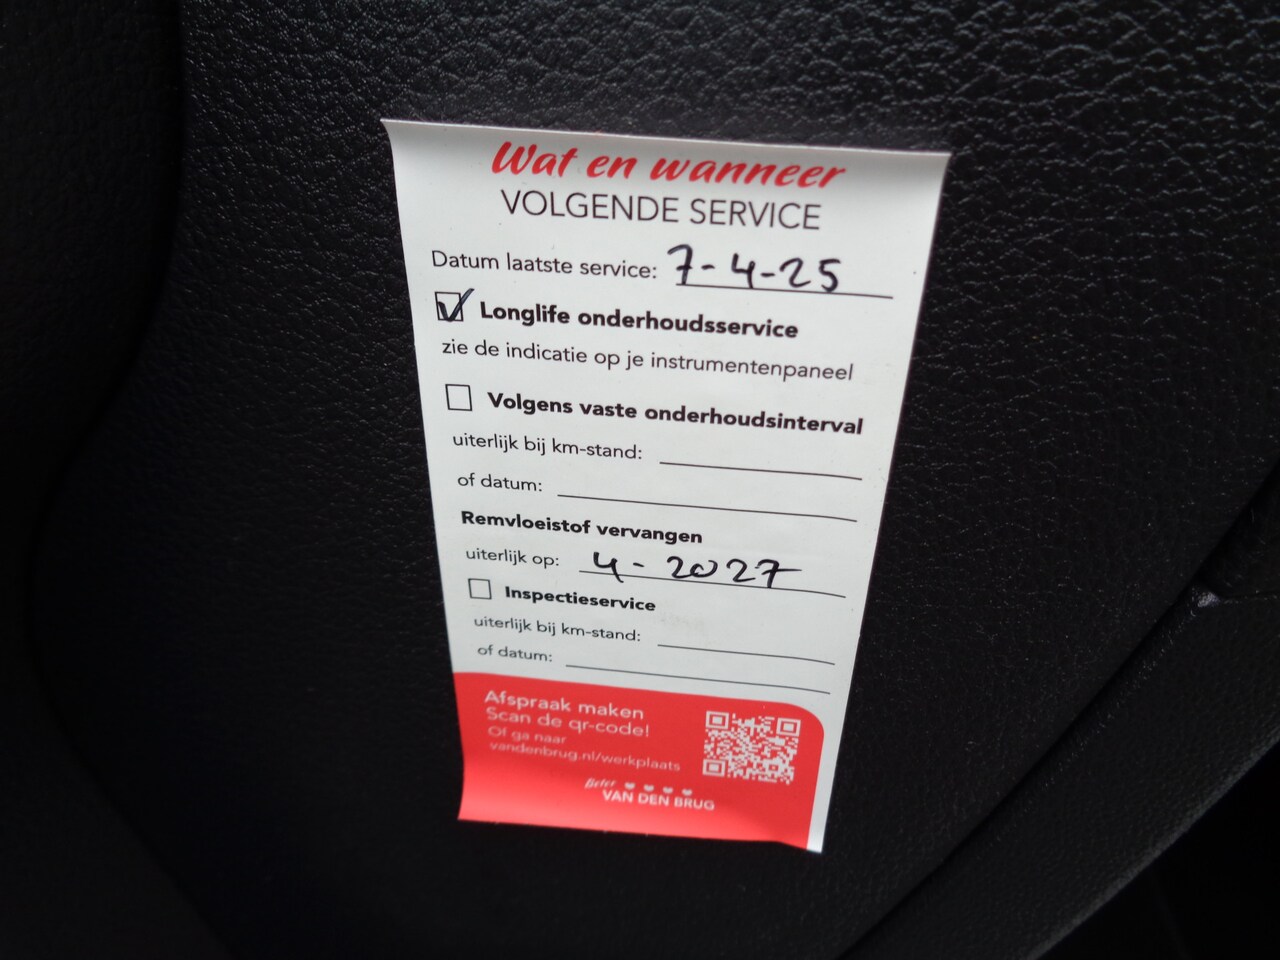 Wat en wanneer
VOLGENDE SERVICE
Datum laatste service: 7-4-25
Longlife onderhoudsservice
zie de indicatie op je instrumentenpaneel
Volgens vaste onderhoudsinterval
uiterlijk bij km-stand:
of datum:
Remvloeistof vervangen
uiterlijk op: 4-2027
Inspectieservice
uiterlijk bij km-stand:
of datum:
Afspraak maken
Scan de qr-code!
Of ga naar
vandenbrug.nl/werkplaats
Beter
VAN DEN BRUG